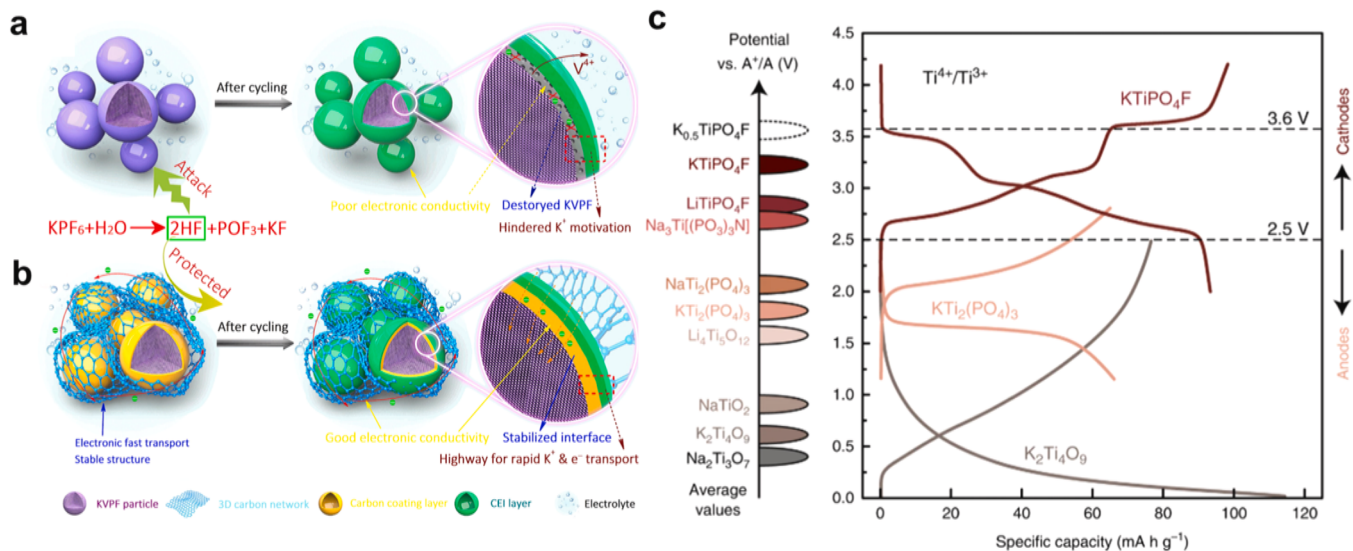 a
After cycling
V4+
Attack
Poor electronic conductivity
Destoryed KVPF
Hindered K+ motivation
KPF6+H2O 2HF +POF3+KF
b
Protected
After cycling
Electronic fast transport
Stable structure
Good electronic conductivity
Stabilized interface
Highway for rapid K+ & e− transport
KVPF particle
3D carbon network
Carbon coating layer
CEI layer
Electrolyte
c
Potential
vs. A+/A (V)
K0.5TiPO4F
KTiPO4F
LiTiPO4F
Na3Ti[(PO3)3N]
NaTi2(PO4)3
KTi2(PO4)3
Li4Ti5O12
NaTiO2
K2Ti4O9
Na2Ti3O7
Average
values
4.5
4.0
3.5
3.0
2.5
2.0
1.5
1.0
0.5
0.0
Ti4+/Ti3+
KTiPO4F
3.6 V
2.5 V
KTi2(PO4)3
K2Ti4O9
0 20 40 60 80 100 120
Specific capacity (mA h g−1)
Cathodes
Anodes